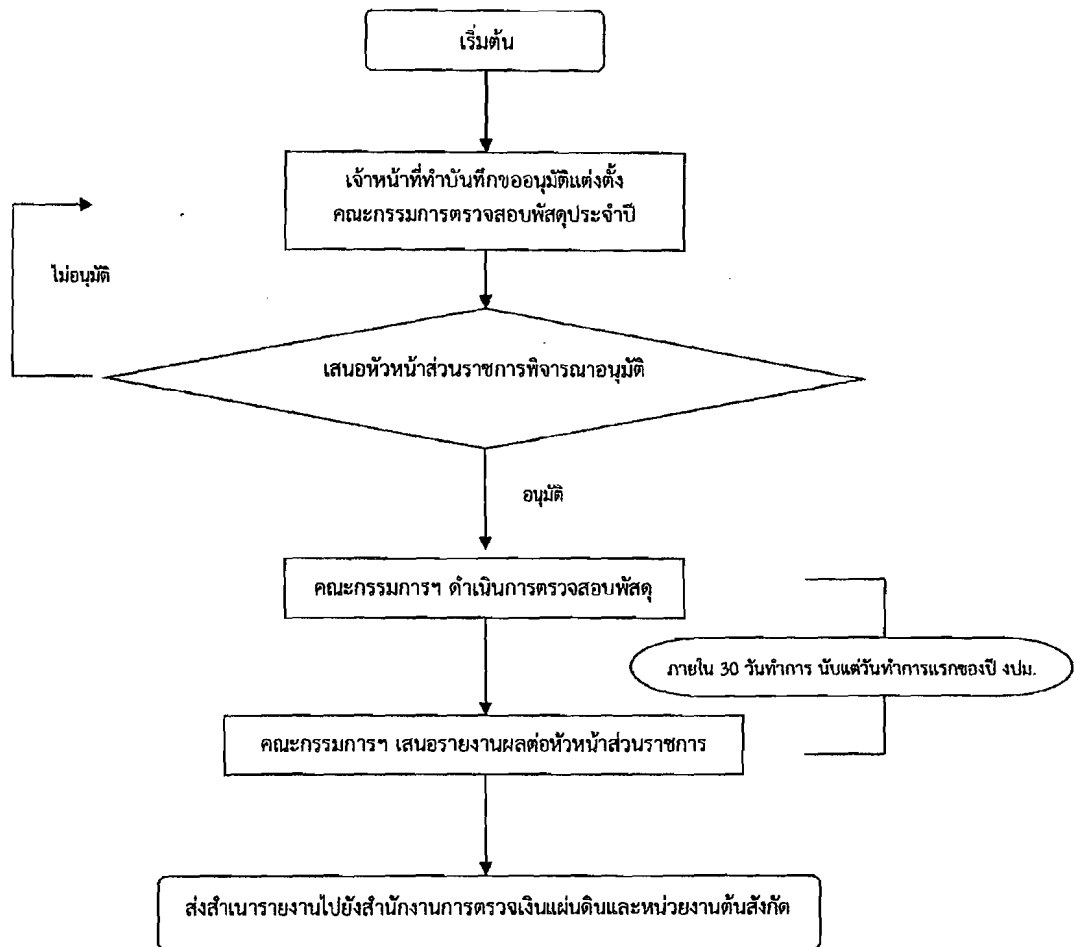 เริ่มต้น
เจ้าหน้าที่ทำบันทึกขออนุมัติแต่งตั้ง
คณะกรรมการตรวจสอบพัสดุประจำปี
ไม่อนุมัติ
เสนอหัวหน้าส่วนราชการพิจารณาอนุมัติ
อนุมัติ
คณะกรรมการฯ ดำเนินการตรวจสอบพัสดุ
ภายใน 30 วันทำการ นับแต่วันทำการแรกของปี งปม.
คณะกรรมการฯ เสนอรายงานผลต่อหัวหน้าส่วนราชการ
ส่งสำเนารายงานไปยังสำนักงานการตรวจเงินแผ่นดินและหน่วยงานต้นสังกัด